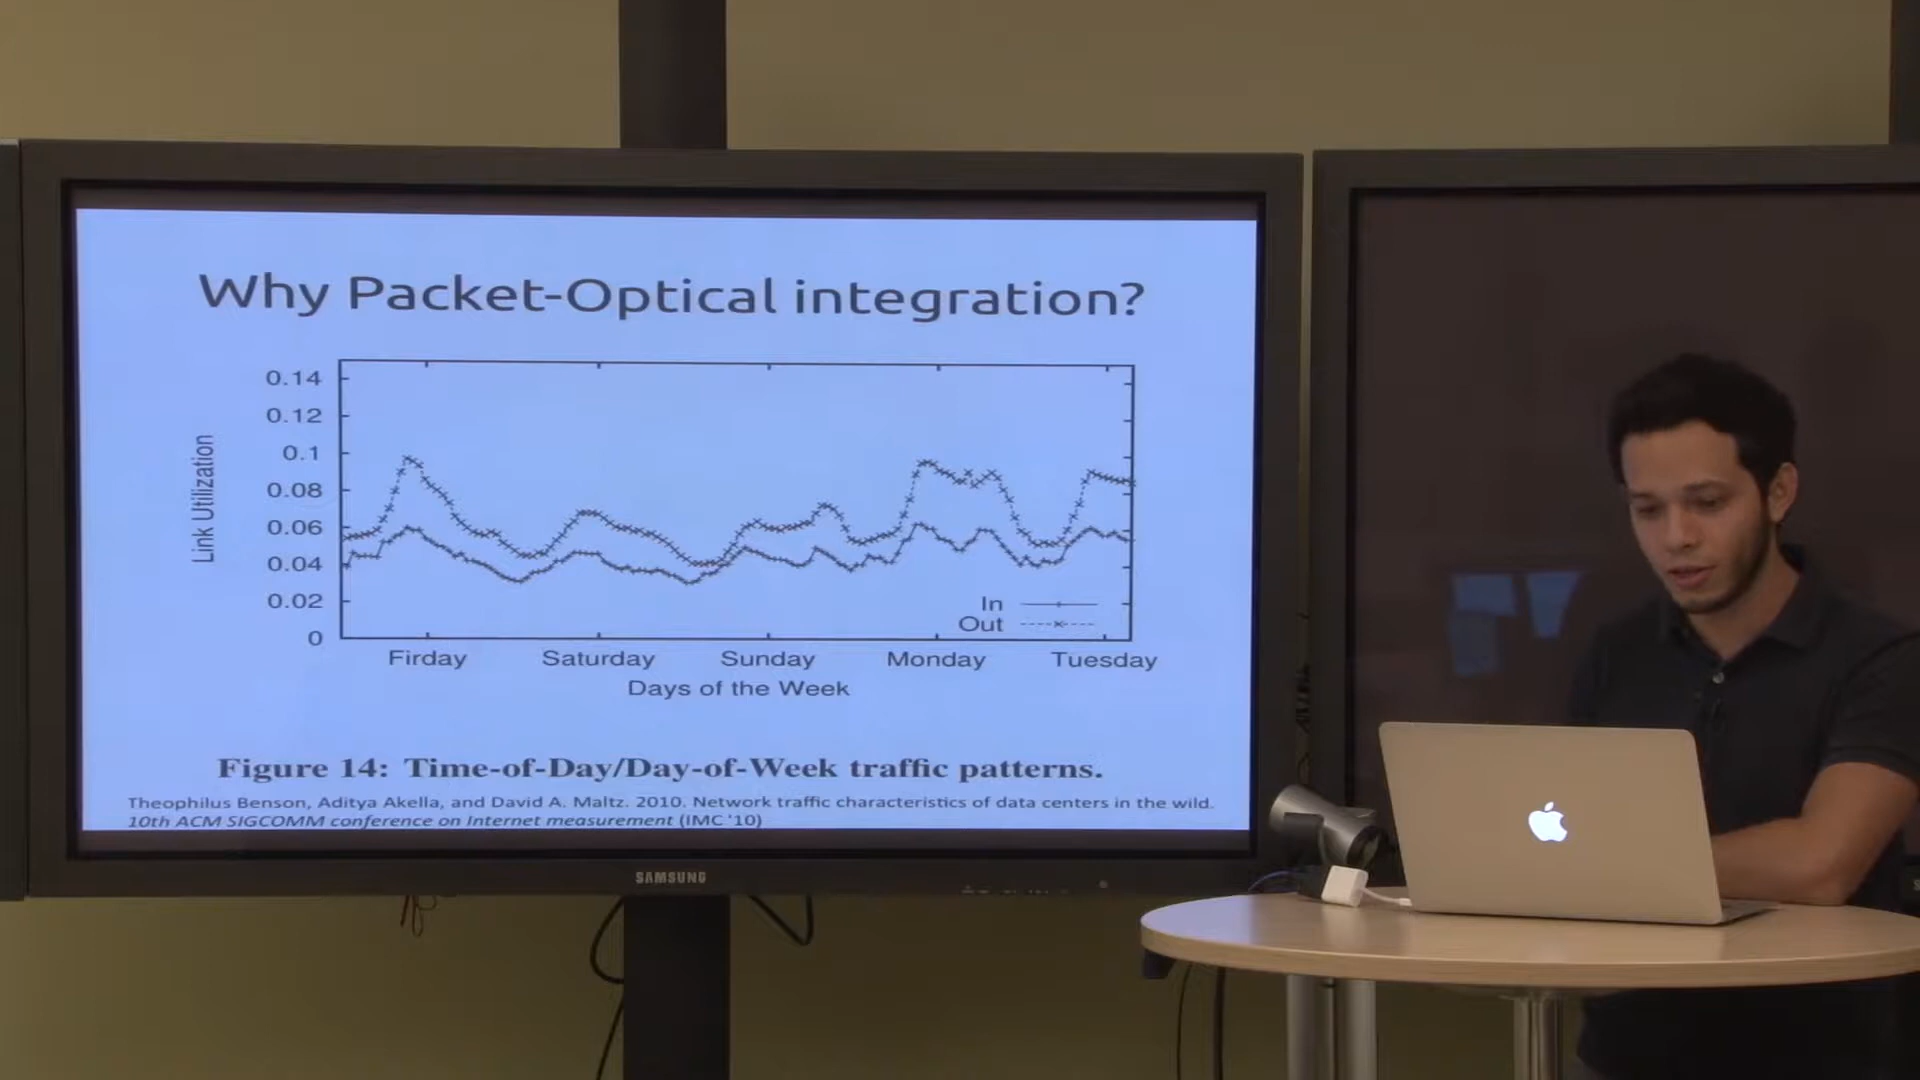 Why Packet-Optical integration?
0.14
0.12
0.1
0.08
0.06
0.04
0.02
0
Link Utilization
In
Out
Firday Saturday Sunday Monday Tuesday
Days of the Week
Figure 14: Time-of-Day/Day-of-Week traffic patterns.
Theophilus Benson, Aditya Akella, and David A. Maltz. 2010. Network traffic characteristics of data centers in the wild.
10th ACM SIGCOMM conference on Internet measurement (IMC '10)
SAMSUNG